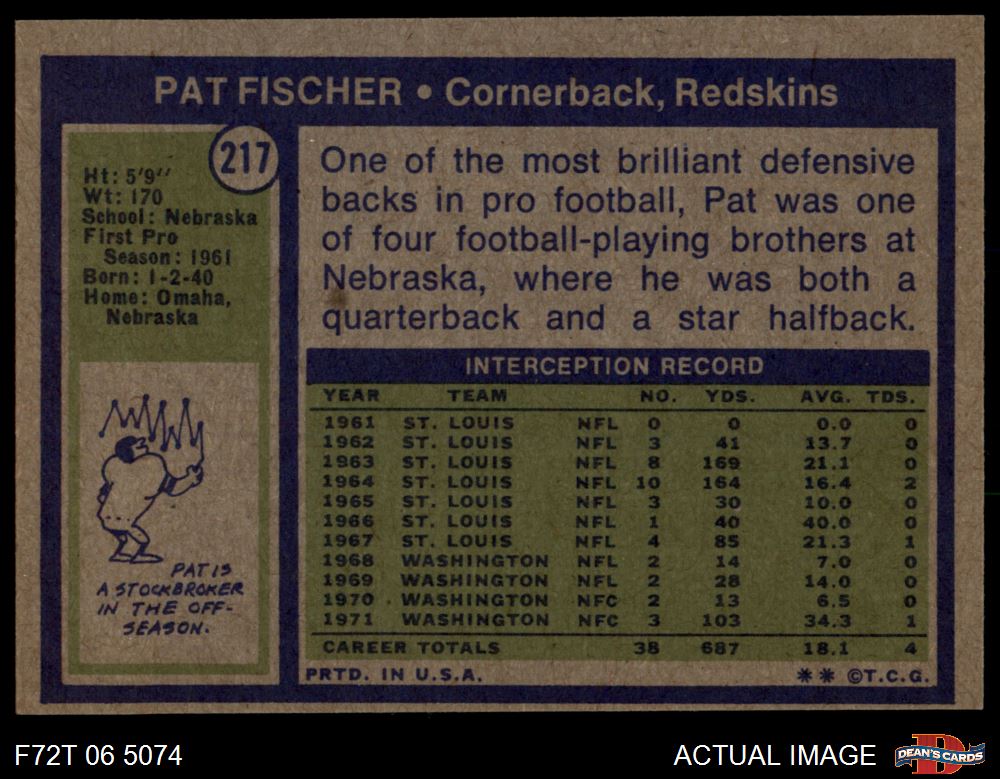 PAT FISCHER • Cornerback, Redskins
217
Ht: 5'9"
Wt: 170
School: Nebraska
First Pro
Season: 1961
Born: 1-2-40
Home: Omaha,
Nebraska
One of the most brilliant defensive
backs in pro football, Pat was one
of four football-playing brothers at
Nebraska, where he was both a
quarterback and a star halfback.
PAT IS
A STOCKBROKER
IN THE OFF-
SEASON.
INTERCEPTION RECORD
YEAR TEAM NO. YDS. AVG. TDS.
1961 ST. LOUIS NFL 0 0 0.0 0
1962 ST. LOUIS NFL 3 41 13.7 0
1963 ST. LOUIS NFL 8 169 21.1 0
1964 ST. LOUIS NFL 10 164 16.4 2
1965 ST. LOUIS NFL 3 30 10.0 0
1966 ST. LOUIS NFL 1 40 40.0 0
1967 ST. LOUIS NFL 4 85 21.3 1
1968 WASHINGTON NFL 2 14 7.0 0
1969 WASHINGTON NFL 2 28 14.0 0
1970 WASHINGTON NFC 2 13 6.5 0
1971 WASHINGTON NFC 3 103 34.3 1
CAREER TOTALS 38 687 18.1 4
PRTD. IN U.S.A. ** ©T.C.G.
F72T 06 5074 ACTUAL IMAGE
D
DEAN'S CARDS